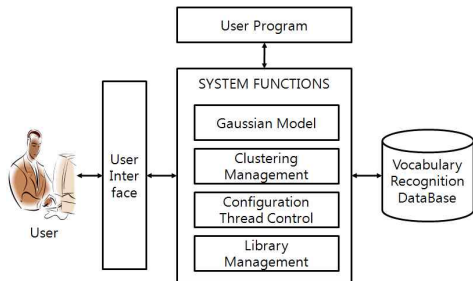 User Program
SYSTEM FUNCTIONS
Gaussian Model
Clustering
Management
Configuration
Thread Control
Library
Management
User
Inter
face
User
Vocabulary
Recognition
DataBase